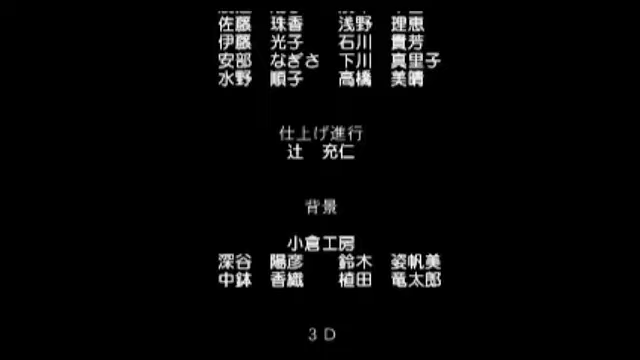 佐藤 珠香 浅野 理恵
伊藤 光子 石川 貴芳
安部 なぎさ 下川 真里子
水野 順子 高橋 美晴
仕上げ進行
辻 充仁
背景
小倉工房
深谷 陽彦 鈴木 姿帆美
中鉢 香織 植田 竜太郎
3D